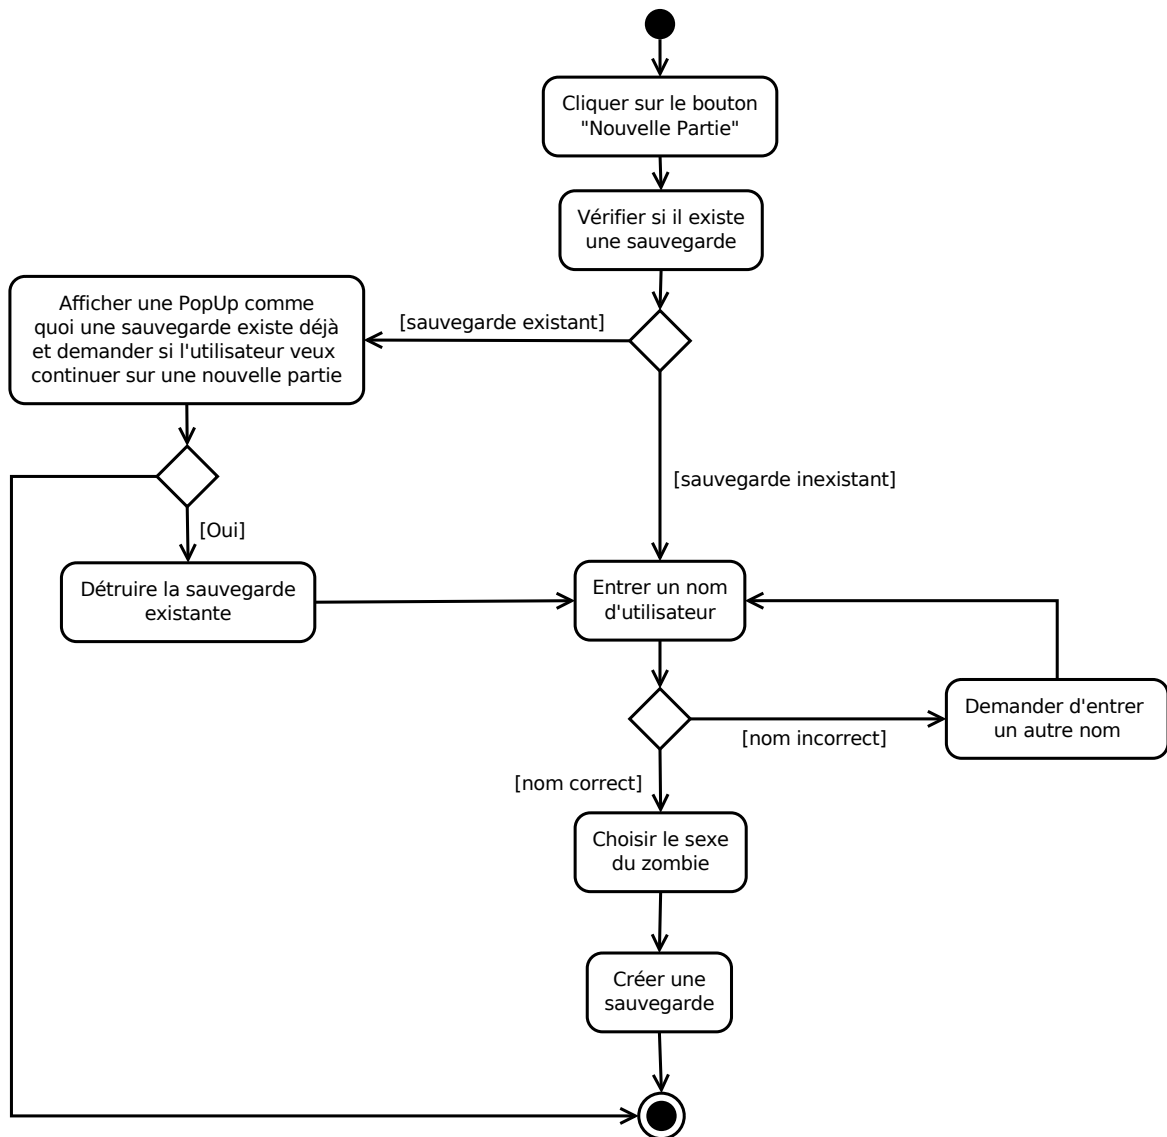 Cliquer sur le bouton
"Nouvelle Partie"
Vérifier si il existe
une sauvegarde
[sauvegarde existant]
Afficher une PopUp comme
quoi une sauvegarde existe déjà
et demander si l'utilisateur veux
continuer sur une nouvelle partie
[sauvegarde inexistant]
[Oui]
Détruire la sauvegarde
existante
Entrer un nom
d'utilisateur
[nom incorrect]
Demander d'entrer
un autre nom
[nom correct]
Choisir le sexe
du zombie
Créer une
sauvegarde